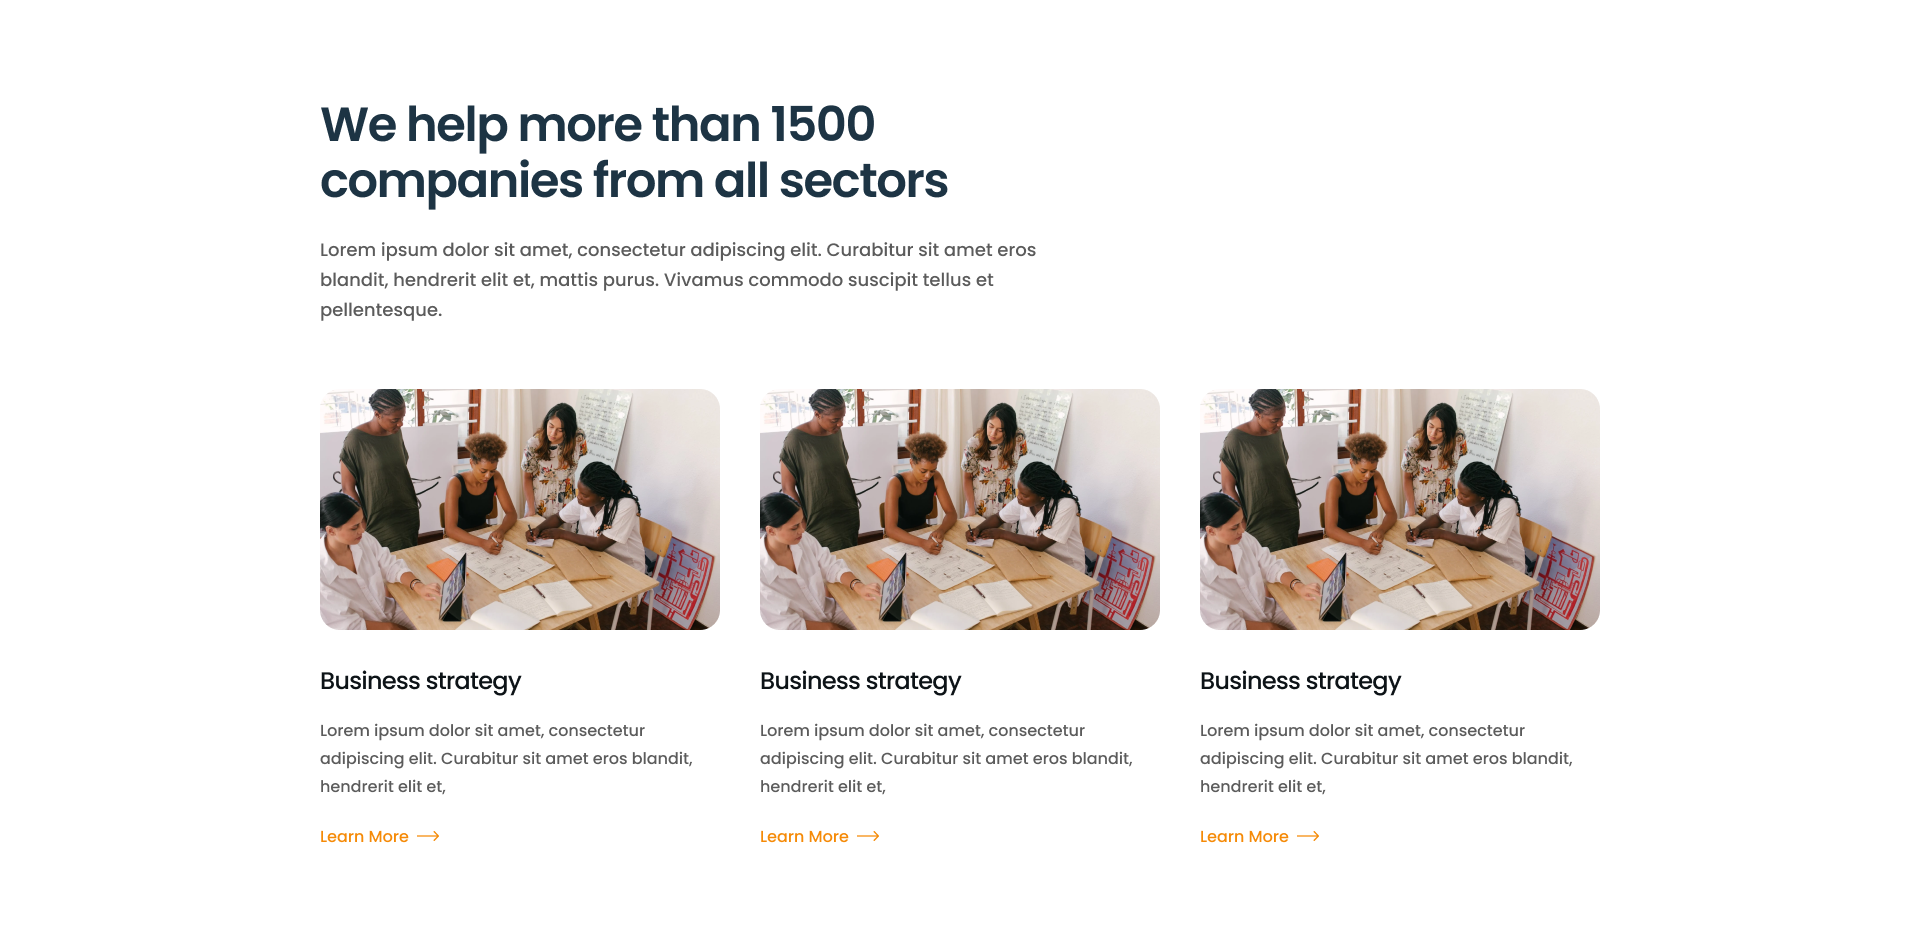 We help more than 1500
companies from all sectors
Lorem ipsum dolor sit amet, consectetur adipiscing elit. Curabitur sit amet eros
blandit, hendrerit elit et, mattis purus. Vivamus commodo suscipit tellus et
pellentesque.
Business strategy
Lorem ipsum dolor sit amet, consectetur
adipiscing elit. Curabitur sit amet eros blandit,
hendrerit elit et,
Learn More
Business strategy
Lorem ipsum dolor sit amet, consectetur
adipiscing elit. Curabitur sit amet eros blandit,
hendrerit elit et,
Learn More
Business strategy
Lorem ipsum dolor sit amet, consectetur
adipiscing elit. Curabitur sit amet eros blandit,
hendrerit elit et,
Learn More